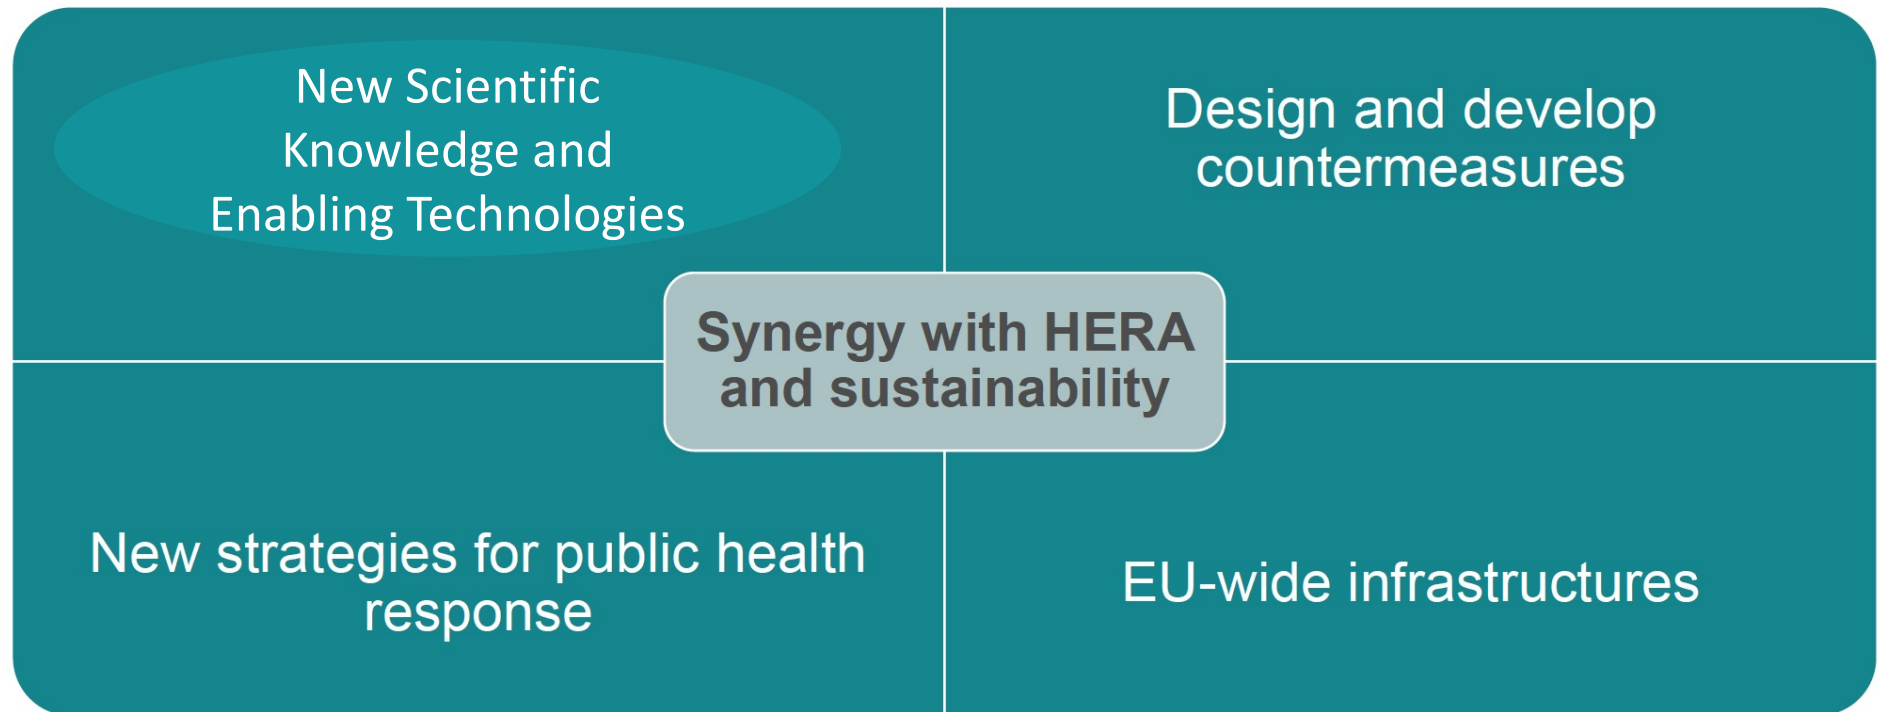 New Scientific
Knowledge and
Enabling Technologies
Design and develop
countermeasures
Synergy with HERA
and sustainability
New strategies for public health
response
EU-wide infrastructures